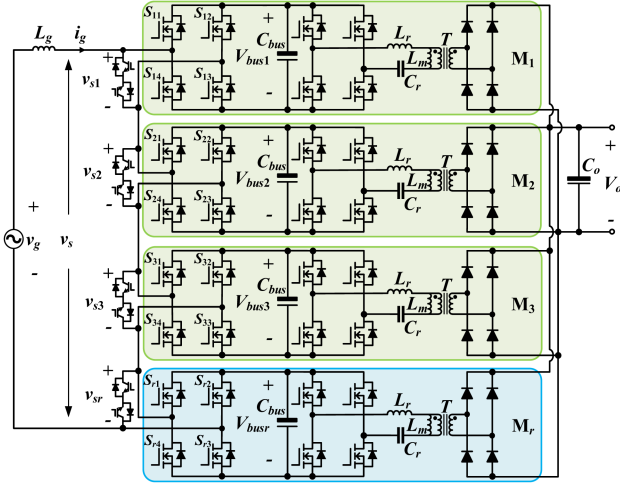 L_g i_g
+ v_s1 -
S_11 S_12 S_14 S_13
+ C_bus V_bus1 -
L_r L_m C_r T M_1
+ v_s2 -
S_21 S_22 S_24 S_23
+ C_bus V_bus2 -
L_r L_m C_r T M_2
C_o + V_o -
+ v_g -
v_s
+ v_s3 -
S_31 S_32 S_34 S_33
+ C_bus V_bus3 -
L_r L_m C_r T M_3
+ v_sr -
S_r1 S_r2 S_r4 S_r3
+ C_bus V_busr -
L_r L_m C_r T M_r